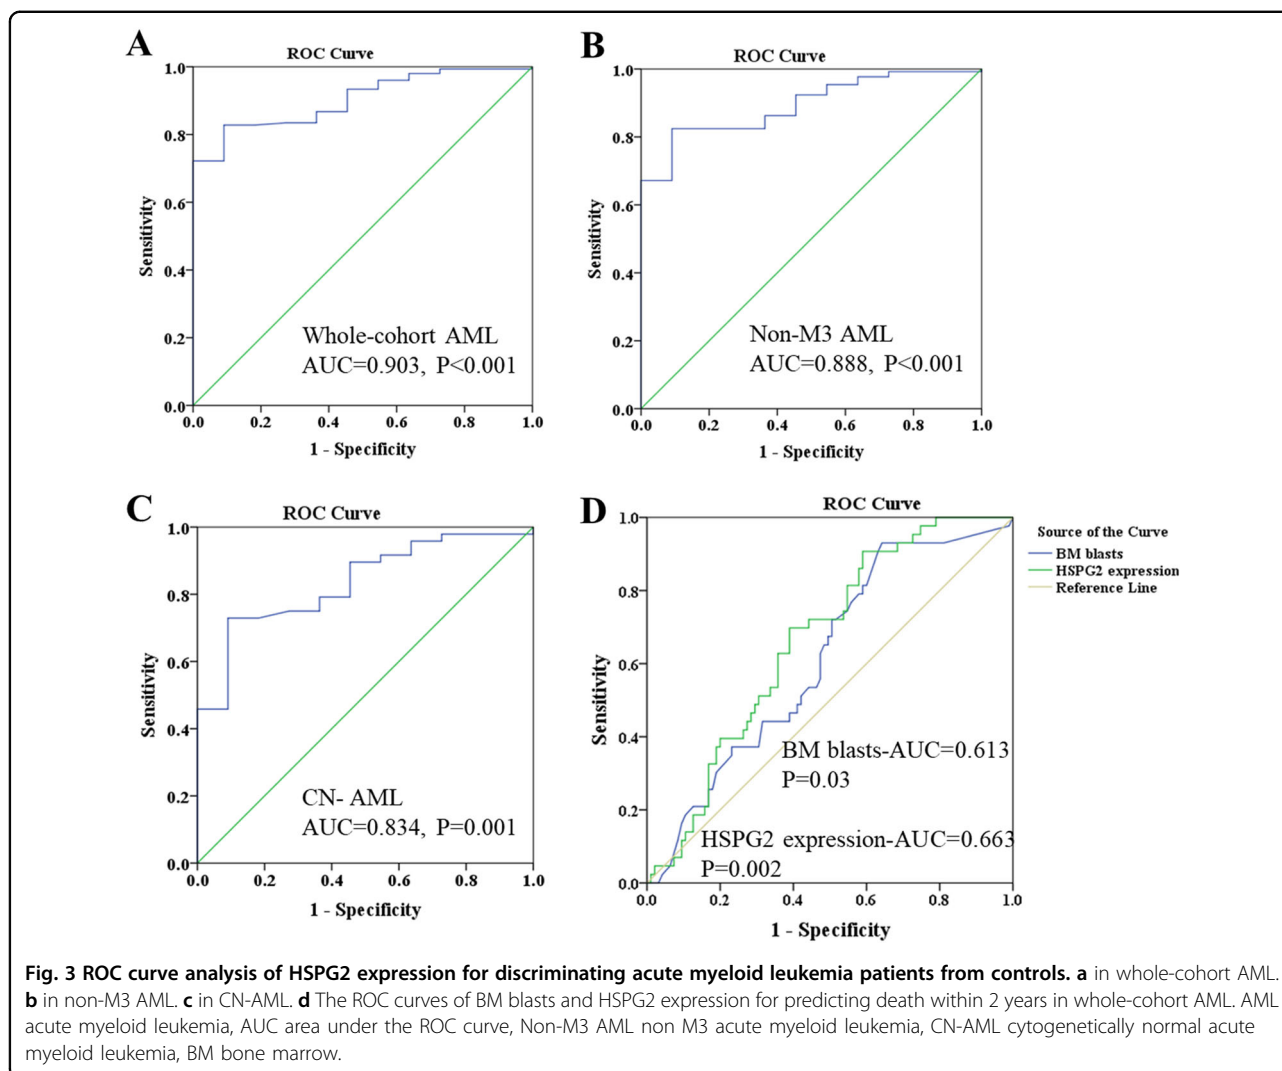 A
ROC Curve
1.0
0.8
0.6
0.4
0.2
0.0
Sensitivity
Whole-cohort AML
AUC=0.903, P<0.001
0.0 0.2 0.4 0.6 0.8 1.0
1 - Specificity
B
ROC Curve
1.0
0.8
0.6
0.4
0.2
0.0
Sensitivity
Non-M3 AML
AUC=0.888, P<0.001
0.0 0.2 0.4 0.6 0.8 1.0
1 - Specificity
C
ROC Curve
1.0
0.8
0.6
0.4
0.2
0.0
Sensitivity
CN- AML
AUC=0.834, P=0.001
0.0 0.2 0.4 0.6 0.8 1.0
1 - Specificity
D
ROC Curve
1.0
0.8
0.6
0.4
0.2
0.0
Sensitivity
BM blasts-AUC=0.613
P=0.03
HSPG2 expression-AUC=0.663
P=0.002
0.0 0.2 0.4 0.6 0.8 1.0
1 - Specificity
Source of the Curve
BM blasts
HSPG2 expression
Reference Line
Fig. 3 ROC curve analysis of HSPG2 expression for discriminating acute myeloid leukemia patients from controls. a in whole-cohort AML.
b in non-M3 AML. c in CN-AML. d The ROC curves of BM blasts and HSPG2 expression for predicting death within 2 years in whole-cohort AML. AML
acute myeloid leukemia, AUC area under the ROC curve, Non-M3 AML non M3 acute myeloid leukemia, CN-AML cytogenetically normal acute
myeloid leukemia, BM bone marrow.